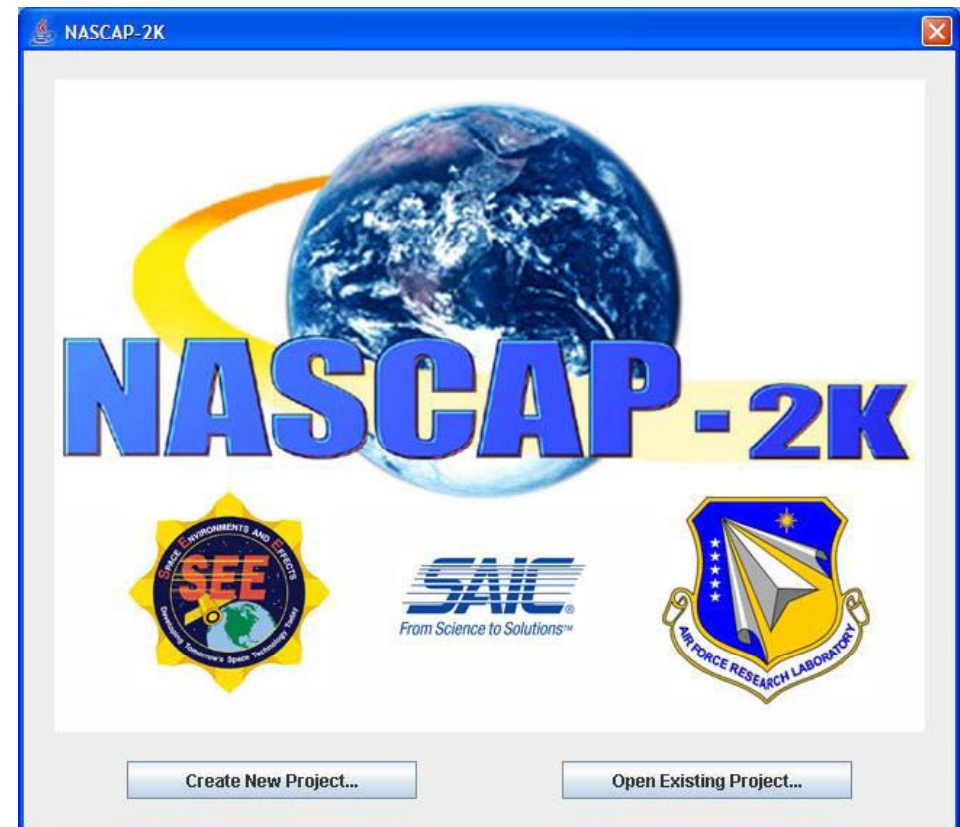 NASCAP-2K
NASCAP - 2K
SPACE ENVIRONMENTS AND EFFECTS
SEE
Developing Tomorrow's Space Technology Today
SAIC®
From Science to Solutions™
AIR FORCE RESEARCH LABORATORY
Create New Project...
Open Existing Project...